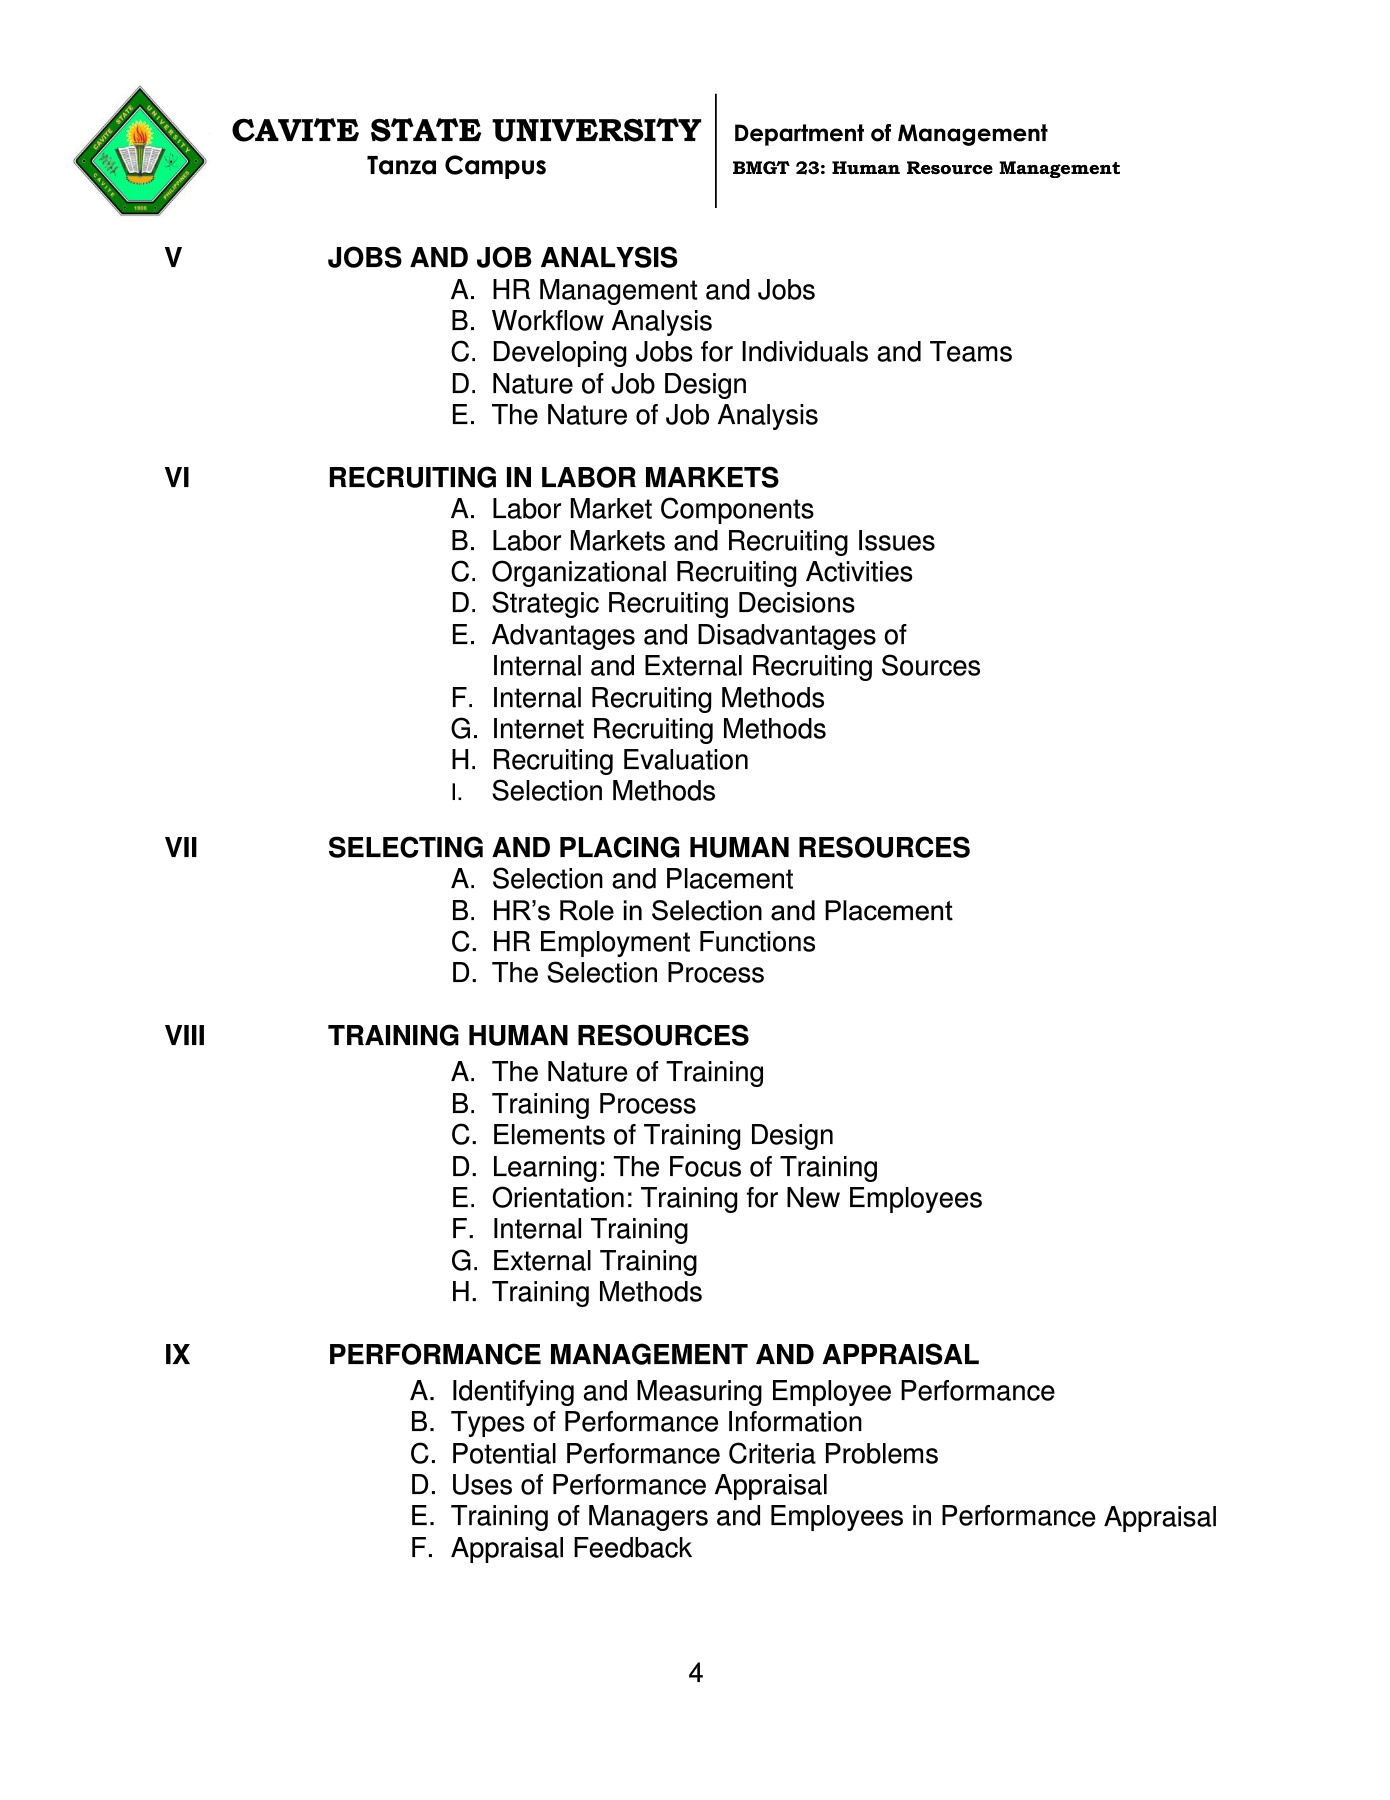 CAVITE STATE UNIVERSITY
Tanza Campus
Department of Management
BMGT 23: Human Resource Management
CAVITE STATE UNIVERSITY
CAVITE
PHILIPPINES
1906
V JOBS AND JOB ANALYSIS
A. HR Management and Jobs
B. Workflow Analysis
C. Developing Jobs for Individuals and Teams
D. Nature of Job Design
E. The Nature of Job Analysis
VI RECRUITING IN LABOR MARKETS
A. Labor Market Components
B. Labor Markets and Recruiting Issues
C. Organizational Recruiting Activities
D. Strategic Recruiting Decisions
E. Advantages and Disadvantages of
Internal and External Recruiting Sources
F. Internal Recruiting Methods
G. Internet Recruiting Methods
H. Recruiting Evaluation
I. Selection Methods
VII SELECTING AND PLACING HUMAN RESOURCES
A. Selection and Placement
B. HR’s Role in Selection and Placement
C. HR Employment Functions
D. The Selection Process
VIII TRAINING HUMAN RESOURCES
A. The Nature of Training
B. Training Process
C. Elements of Training Design
D. Learning: The Focus of Training
E. Orientation: Training for New Employees
F. Internal Training
G. External Training
H. Training Methods
IX PERFORMANCE MANAGEMENT AND APPRAISAL
A. Identifying and Measuring Employee Performance
B. Types of Performance Information
C. Potential Performance Criteria Problems
D. Uses of Performance Appraisal
E. Training of Managers and Employees in Performance Appraisal
F. Appraisal Feedback
4